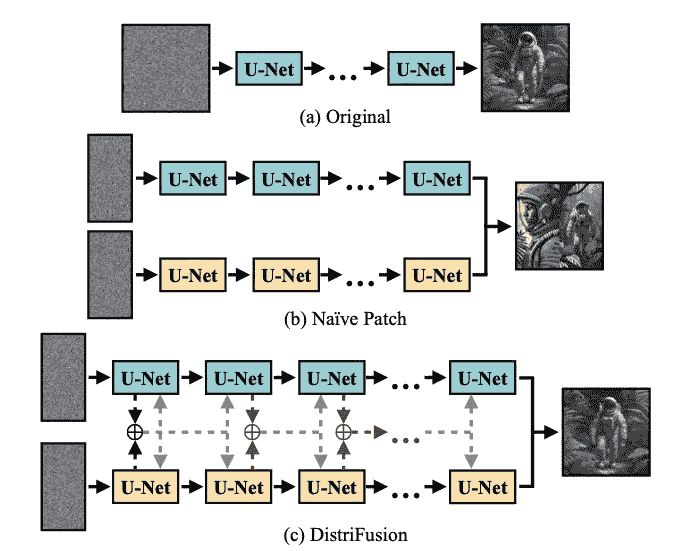 U-Net ... U-Net
(a) Original
U-Net U-Net ... U-Net
U-Net U-Net ... U-Net
(b) Naïve Patch
U-Net U-Net U-Net ... U-Net
...
U-Net U-Net U-Net ... U-Net
(c) DistriFusion